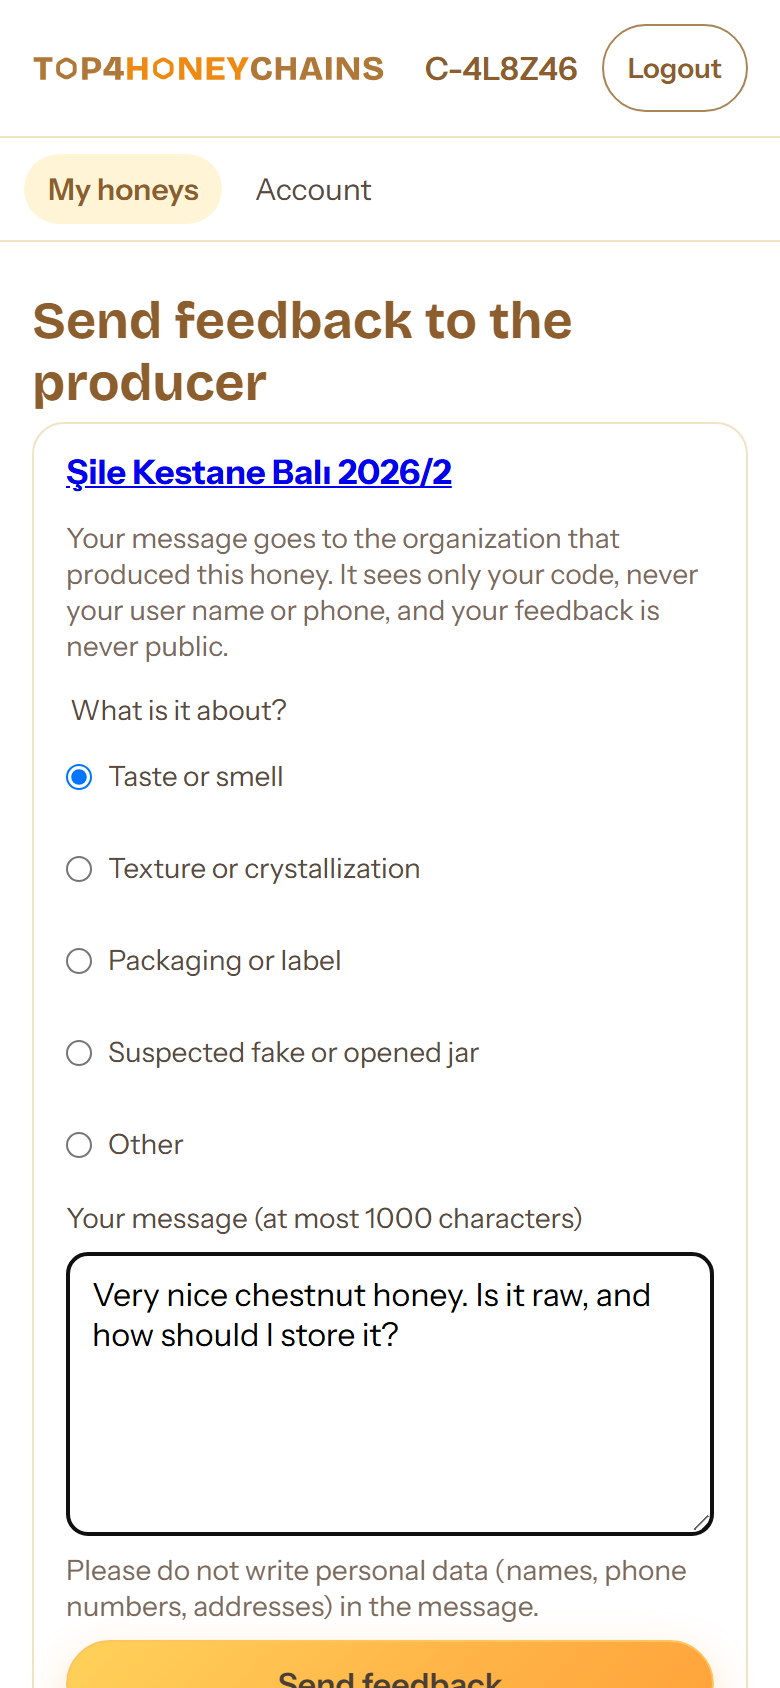 TOP4HONEYCHAINS C-4L8Z46 Logout
My honeys Account
Send feedback to the
producer
Şile Kestane Balı 2026/2
Your message goes to the organization that
produced this honey. It sees only your code, never
your user name or phone, and your feedback is
never public.
What is it about?
Taste or smell
Texture or crystallization
Packaging or label
Suspected fake or opened jar
Other
Your message (at most 1000 characters)
Very nice chestnut honey. Is it raw, and
how should I store it?
Please do not write personal data (names, phone
numbers, addresses) in the message.
Send feedback